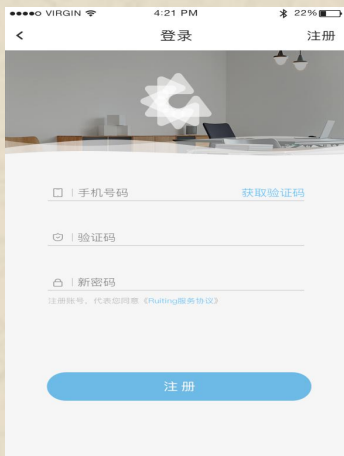 VIRGIN 4:21 PM 22%
登录 注册
手机号码 获取验证码
验证码
新密码
注册账号、代表您同意《Ruiting服务协议》
注 册